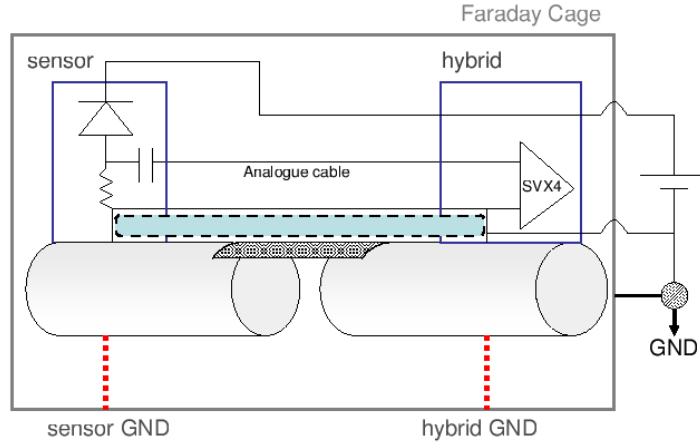 Faraday Cage
sensor
hybrid
Analogue cable
SVX4
GND
sensor GND
hybrid GND